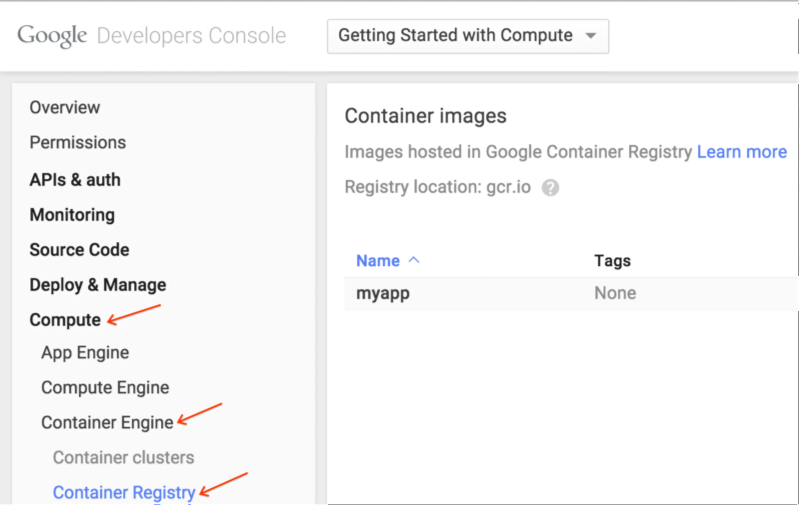 Google Developers Console
Getting Started with Compute
Overview
Permissions
APIs & auth
Monitoring
Source Code
Deploy & Manage
Compute
App Engine
Compute Engine
Container Engine
Container clusters
Container Registry
Container images
Images hosted in Google Container Registry Learn more
Registry location: gcr.io ?
Name Tags
myapp None